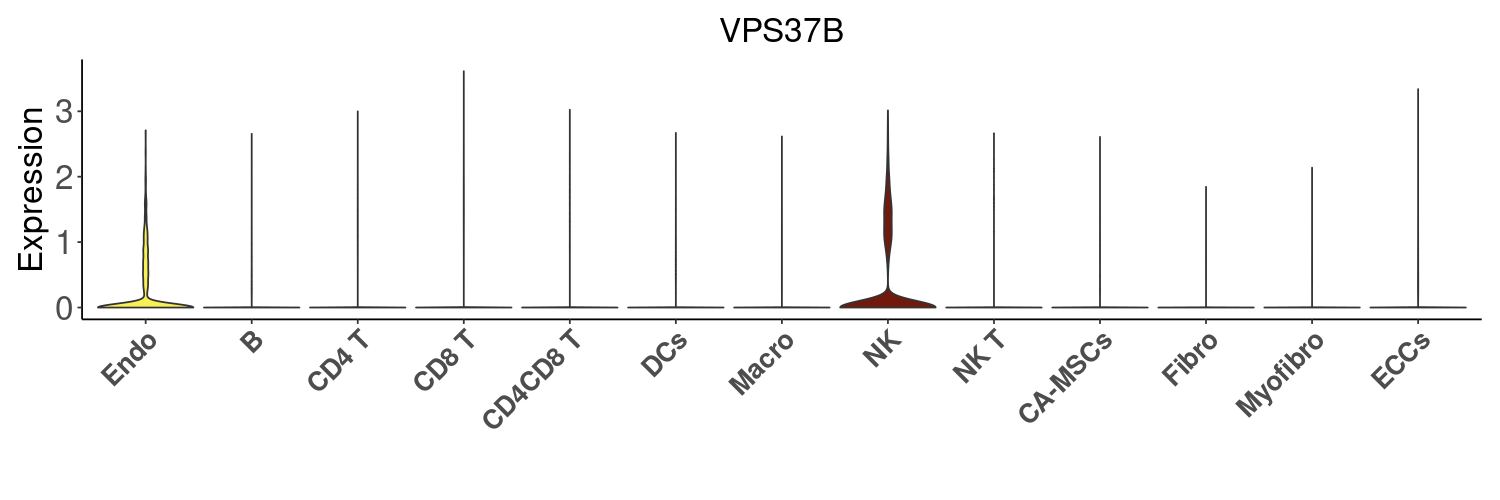 VPS37B
Expression
3
2
1
0
Endo
B
CD4 T
CD8 T
CD4CD8 T
DCs
Macro
NK
NK T
CA-MSCs
Fibro
Myofibro
ECCs